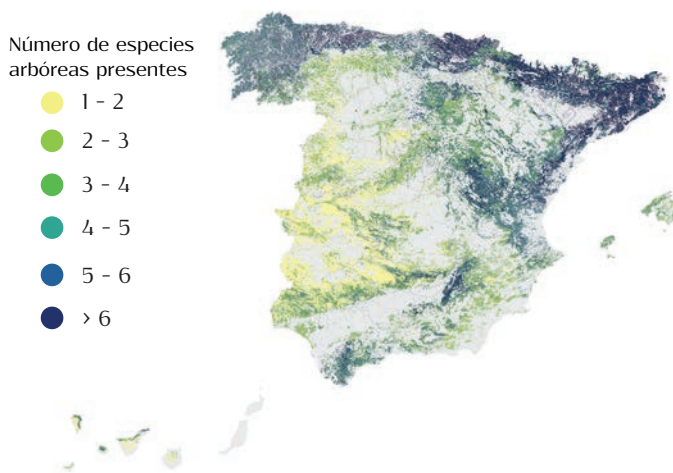 Número de especies
arbóreas presentes
1 - 2
2 - 3
3 - 4
4 - 5
5 - 6
> 6